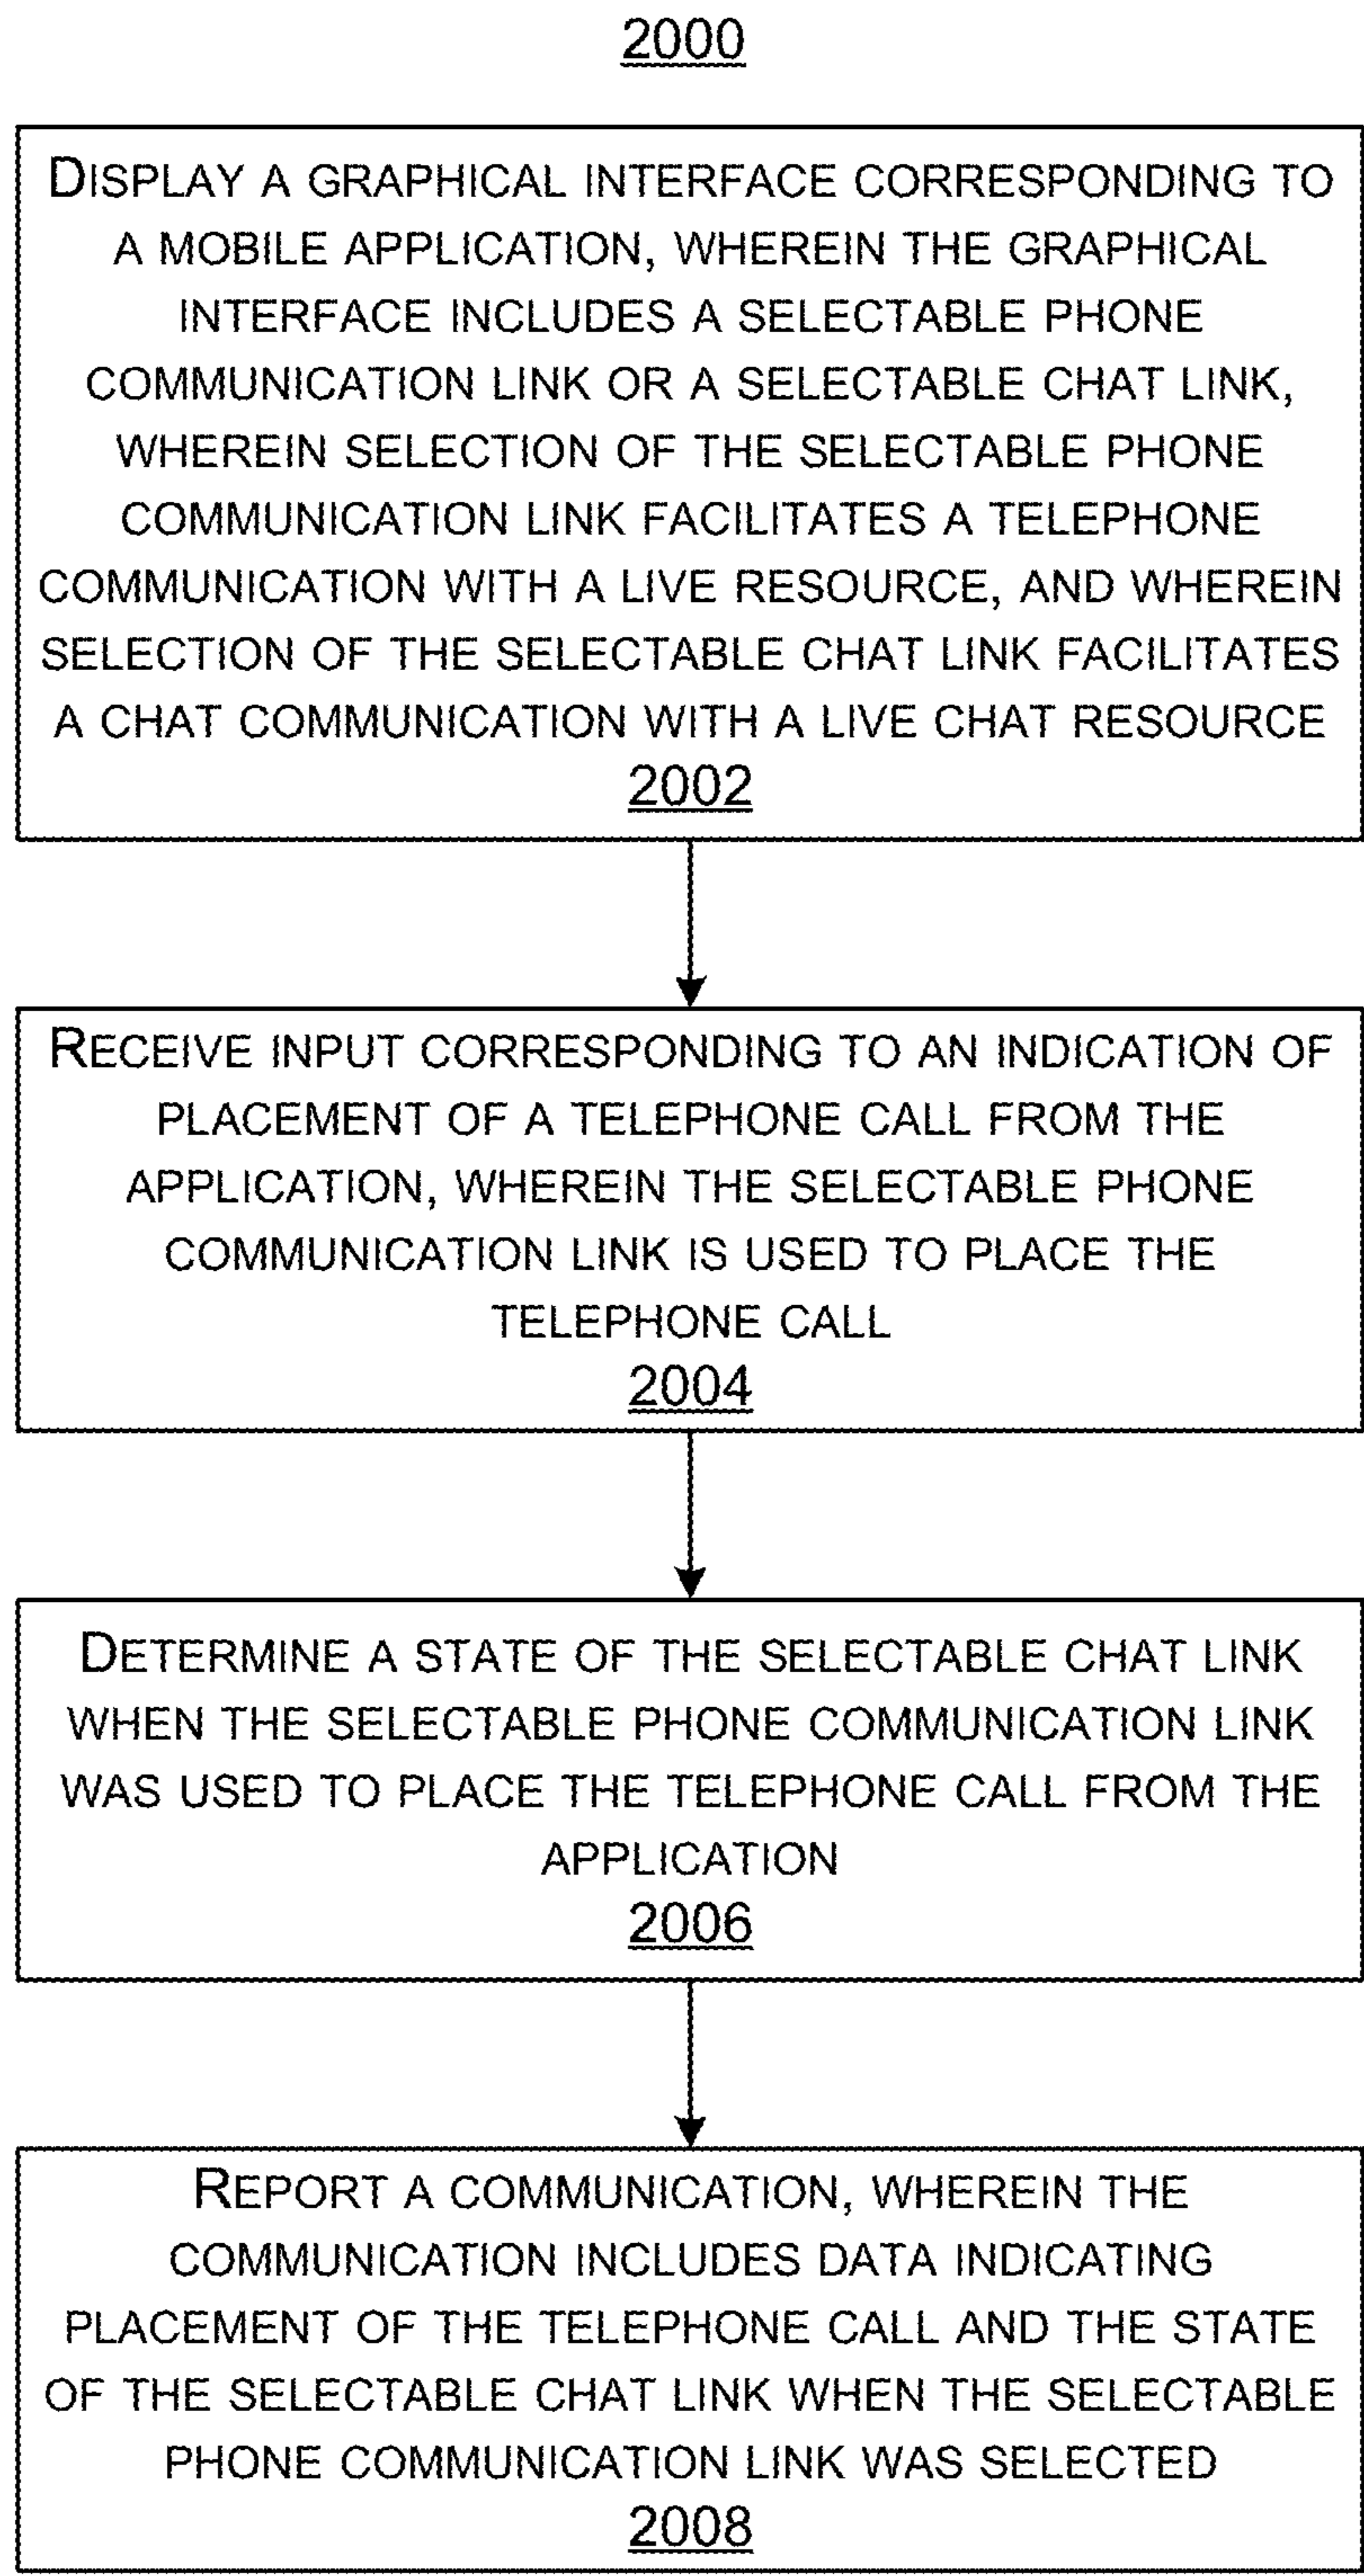 2000
DISPLAY A GRAPHICAL INTERFACE CORRESPONDING TO
A MOBILE APPLICATION, WHEREIN THE GRAPHICAL
INTERFACE INCLUDES A SELECTABLE PHONE
COMMUNICATION LINK OR A SELECTABLE CHAT LINK,
WHEREIN SELECTION OF THE SELECTABLE PHONE
COMMUNICATION LINK FACILITATES A TELEPHONE
COMMUNICATION WITH A LIVE RESOURCE, AND WHEREIN
SELECTION OF THE SELECTABLE CHAT LINK FACILITATES
A CHAT COMMUNICATION WITH A LIVE CHAT RESOURCE
2002
RECEIVE INPUT CORRESPONDING TO AN INDICATION OF
PLACEMENT OF A TELEPHONE CALL FROM THE
APPLICATION, WHEREIN THE SELECTABLE PHONE
COMMUNICATION LINK IS USED TO PLACE THE
TELEPHONE CALL
2004
DETERMINE A STATE OF THE SELECTABLE CHAT LINK
WHEN THE SELECTABLE PHONE COMMUNICATION LINK
WAS USED TO PLACE THE TELEPHONE CALL FROM THE
APPLICATION
2006
REPORT A COMMUNICATION, WHEREIN THE
COMMUNICATION INCLUDES DATA INDICATING
PLACEMENT OF THE TELEPHONE CALL AND THE STATE
OF THE SELECTABLE CHAT LINK WHEN THE SELECTABLE
PHONE COMMUNICATION LINK WAS SELECTED
2008